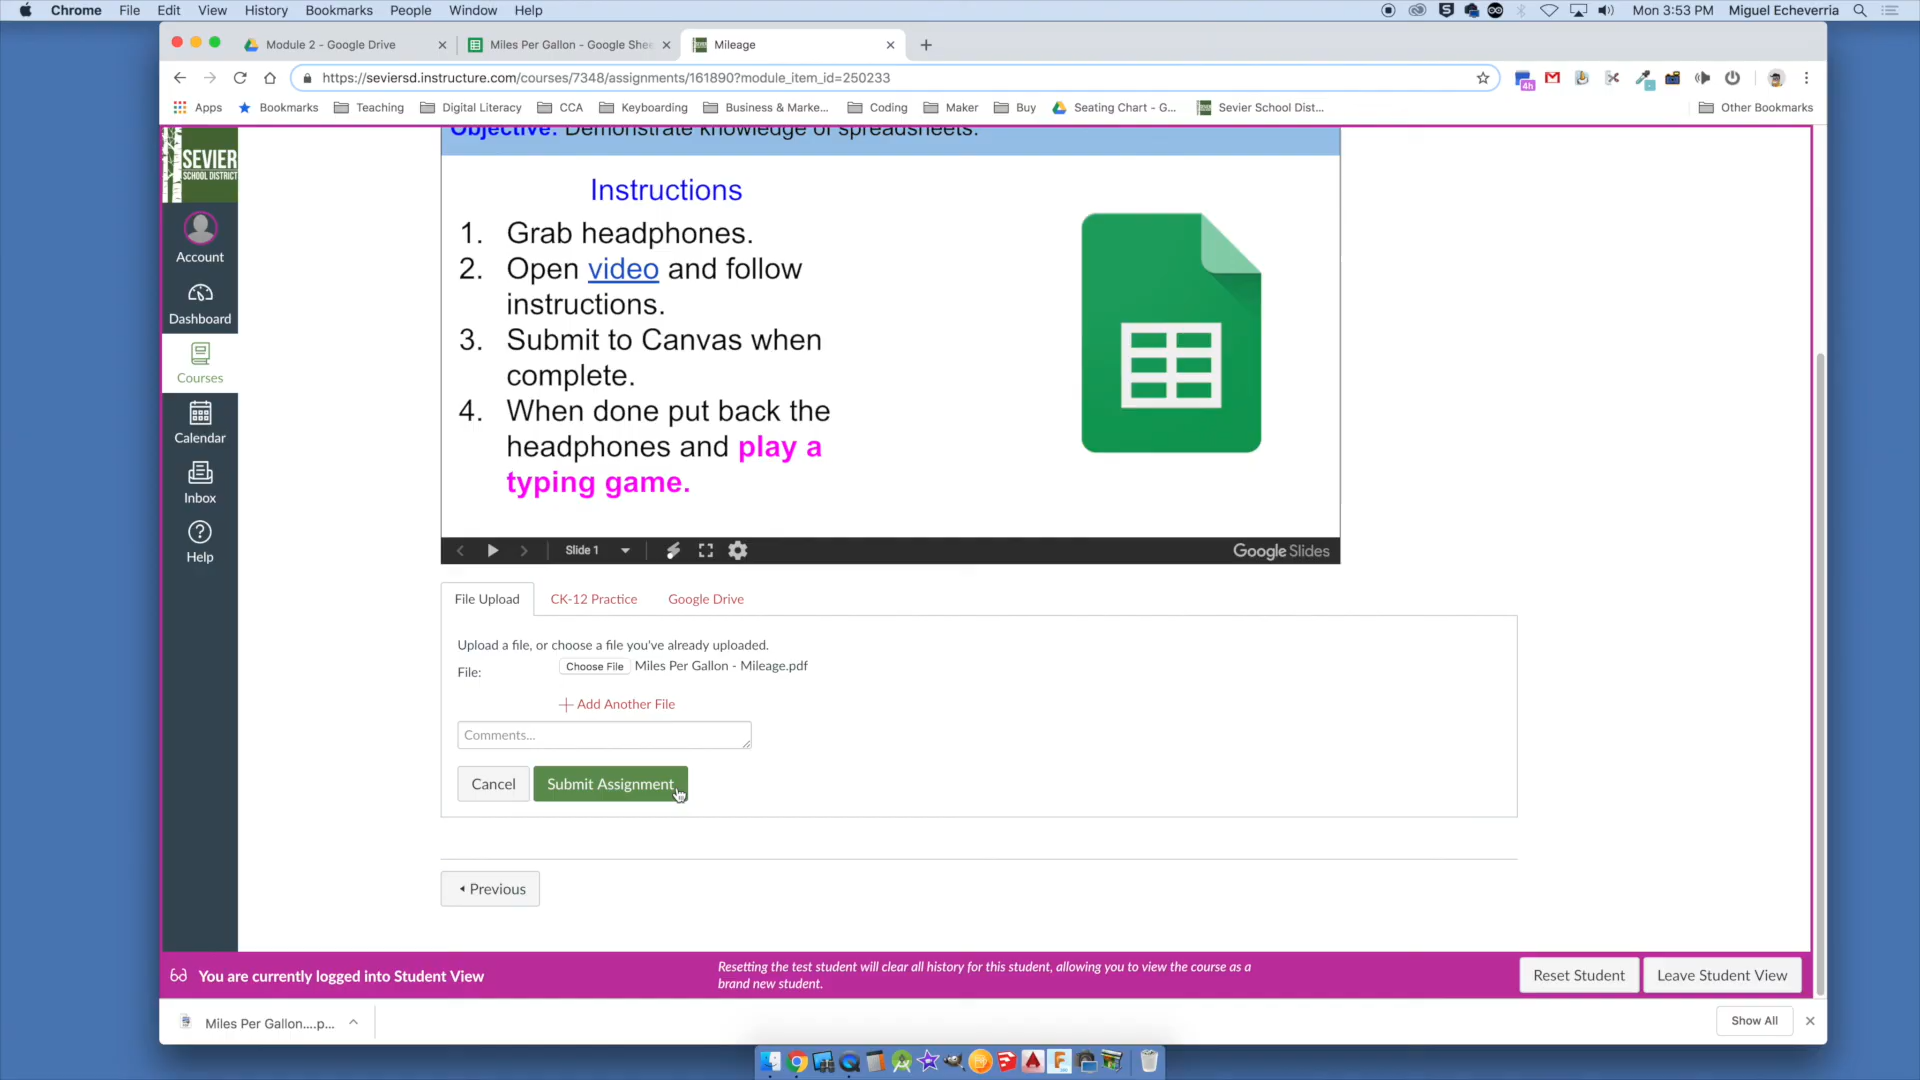 Chrome File Edit View History Bookmarks People Window Help Mon 3:53 PM Miguel Echeverria
Module 2 - Google Drive Miles Per Gallon - Google Shee Mileage
https://seviersd.instructure.com/courses/7348/assignments/161890?module_item_id=250233
Apps Bookmarks Teaching Digital Literacy CCA Keyboarding Business & Marke... Coding Maker Buy Seating Chart - G... Sevier School Dist... Other Bookmarks
Objective: Demonstrate knowledge of spreadsheets.
SEVIER
SCHOOL DISTRICT
Account
Dashboard
Courses
Calendar
Inbox
Help
Instructions
1. Grab headphones.
2. Open video and follow
instructions.
3. Submit to Canvas when
complete.
4. When done put back the
headphones and play a
typing game.
Slide 1
Google Slides
File Upload CK-12 Practice Google Drive
Upload a file, or choose a file you've already uploaded.
File: Choose File Miles Per Gallon - Mileage.pdf
Add Another File
Comments...
Cancel Submit Assignment
Previous
You are currently logged into Student View
Resetting the test student will clear all history for this student, allowing you to view the course as a
brand new student.
Reset Student Leave Student View
Miles Per Gallon....p... Show All